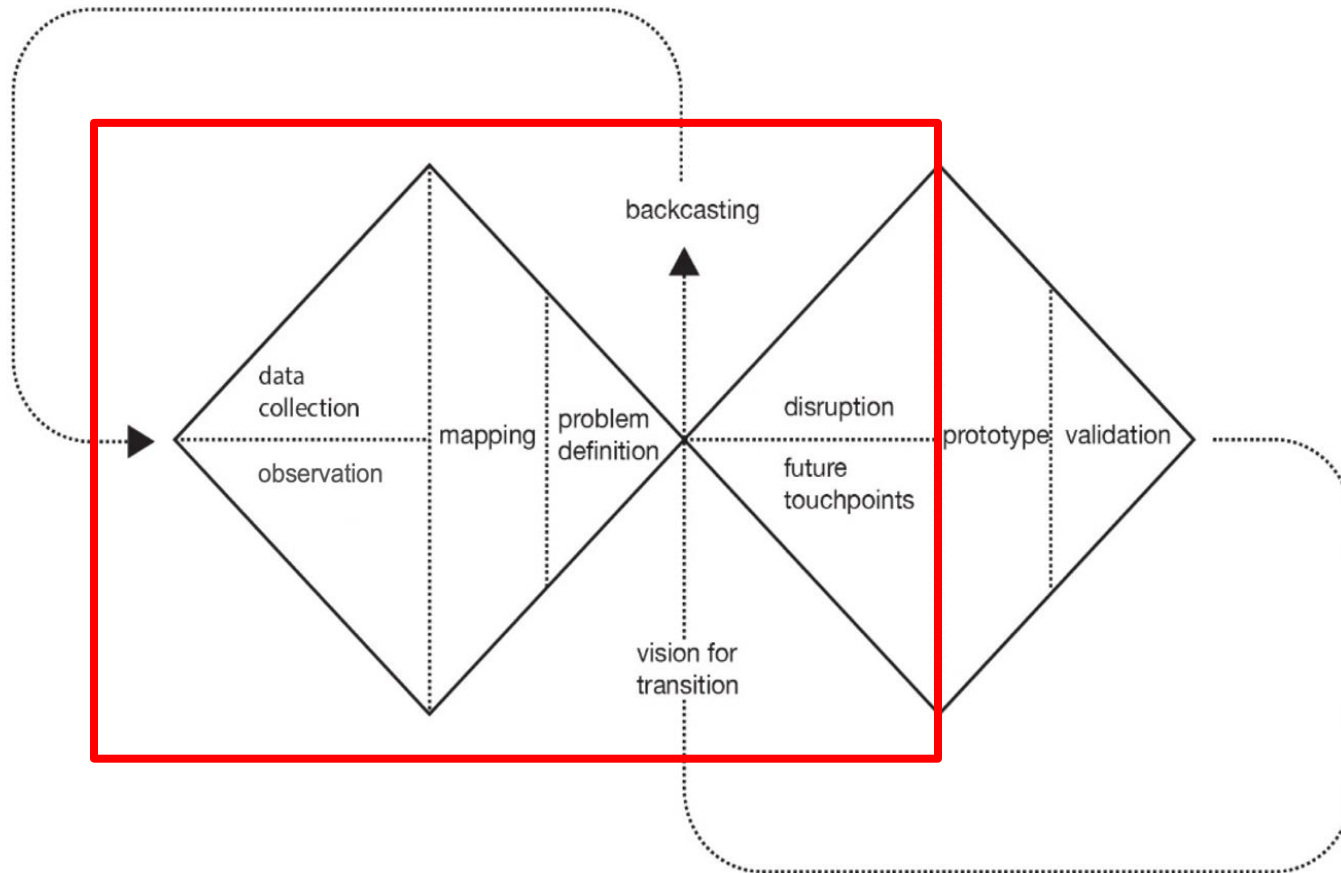 backcasting
data
collection
observation
mapping
problem
definition
disruption
future
touchpoints
prototype
validation
vision for
transition